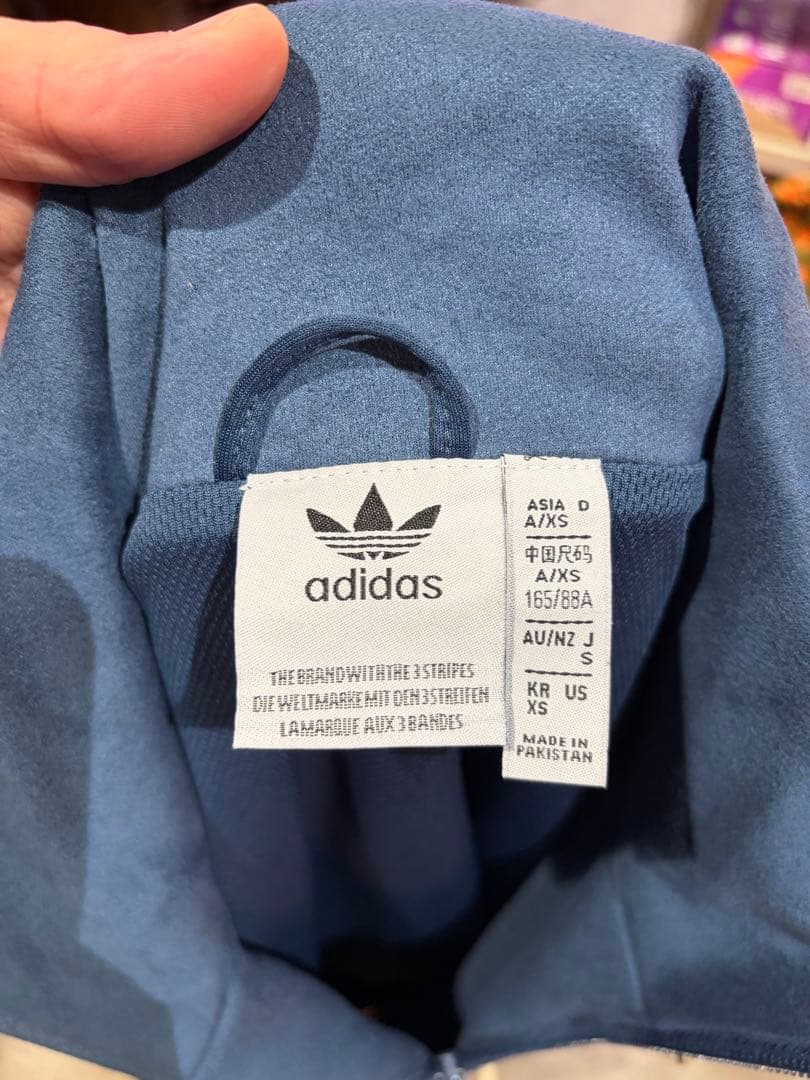 adidas
THE BRAND WITH THE 3 STRIPES
DIE WELTMARKE MIT DEN 3 STREIFEN
LA MARQUE AUX 3 BANDES
ASIA D
A/XS
中国尺码
A/XS
165/88A
AU/NZ J
S
KR US
XS
MADE IN
PAKISTAN